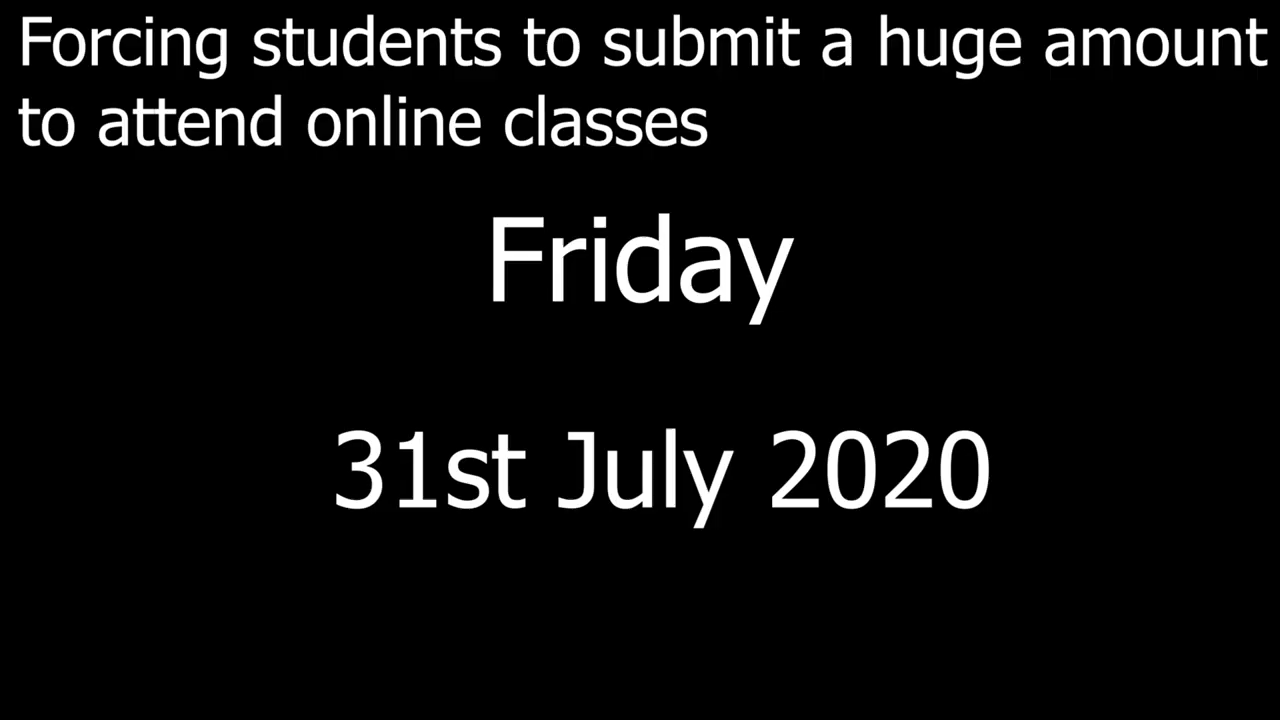 Forcing students to submit a huge amount
to attend online classes
Friday
31st July 2020